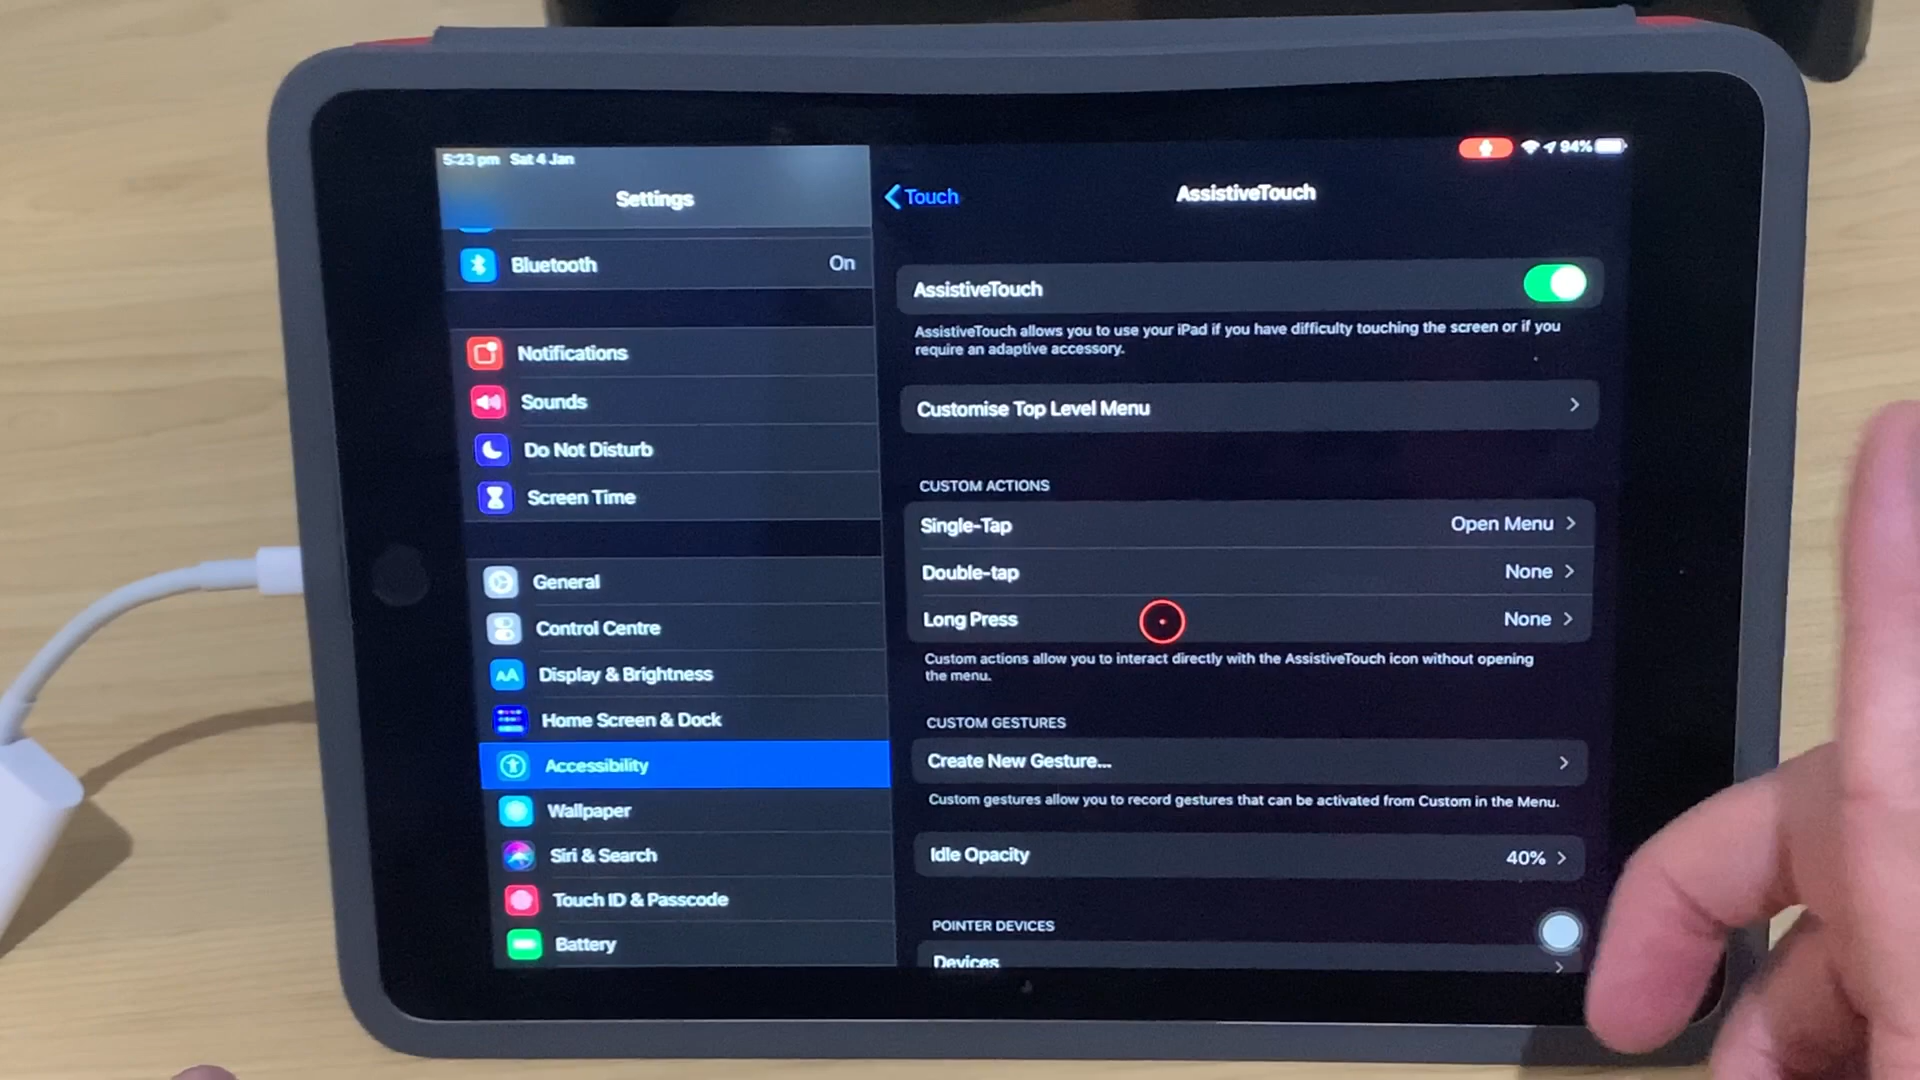 5:23 pm Sat 4 Jan
94%
Settings
Bluetooth On
Notifications
Sounds
Do Not Disturb
Screen Time
General
Control Centre
AA Display & Brightness
Home Screen & Dock
Accessibility
Wallpaper
Siri & Search
Touch ID & Passcode
Battery
Touch
AssistiveTouch
AssistiveTouch
AssistiveTouch allows you to use your iPad if you have difficulty touching the screen or if you
require an adaptive accessory.
Customise Top Level Menu
CUSTOM ACTIONS
Single-Tap Open Menu
Double-tap None
Long Press None
Custom actions allow you to interact directly with the AssistiveTouch icon without opening
the menu.
CUSTOM GESTURES
Create New Gesture...
Custom gestures allow you to record gestures that can be activated from Custom in the Menu.
Idle Opacity 40%
POINTER DEVICES
Devices